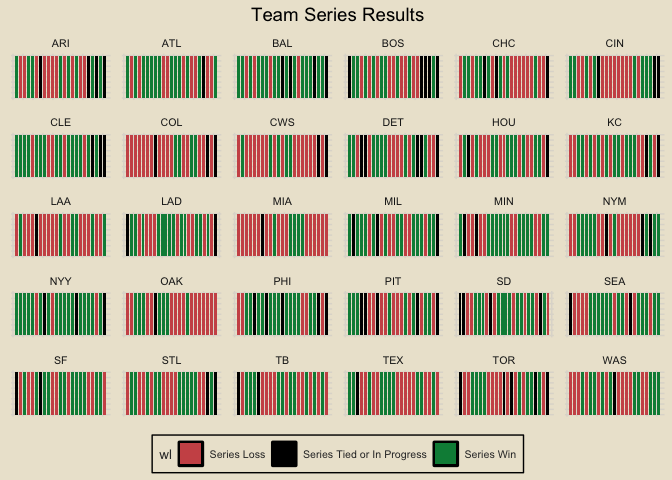 Team Series Results
ARI ATL BAL BOS CHC CIN
CLE COL CWS DET HOU KC
LAA LAD MIA MIL MIN NYM
NYY OAK PHI PIT SD SEA
SF STL TB TEX TOR WAS
wl Series Loss Series Tied or In Progress Series Win